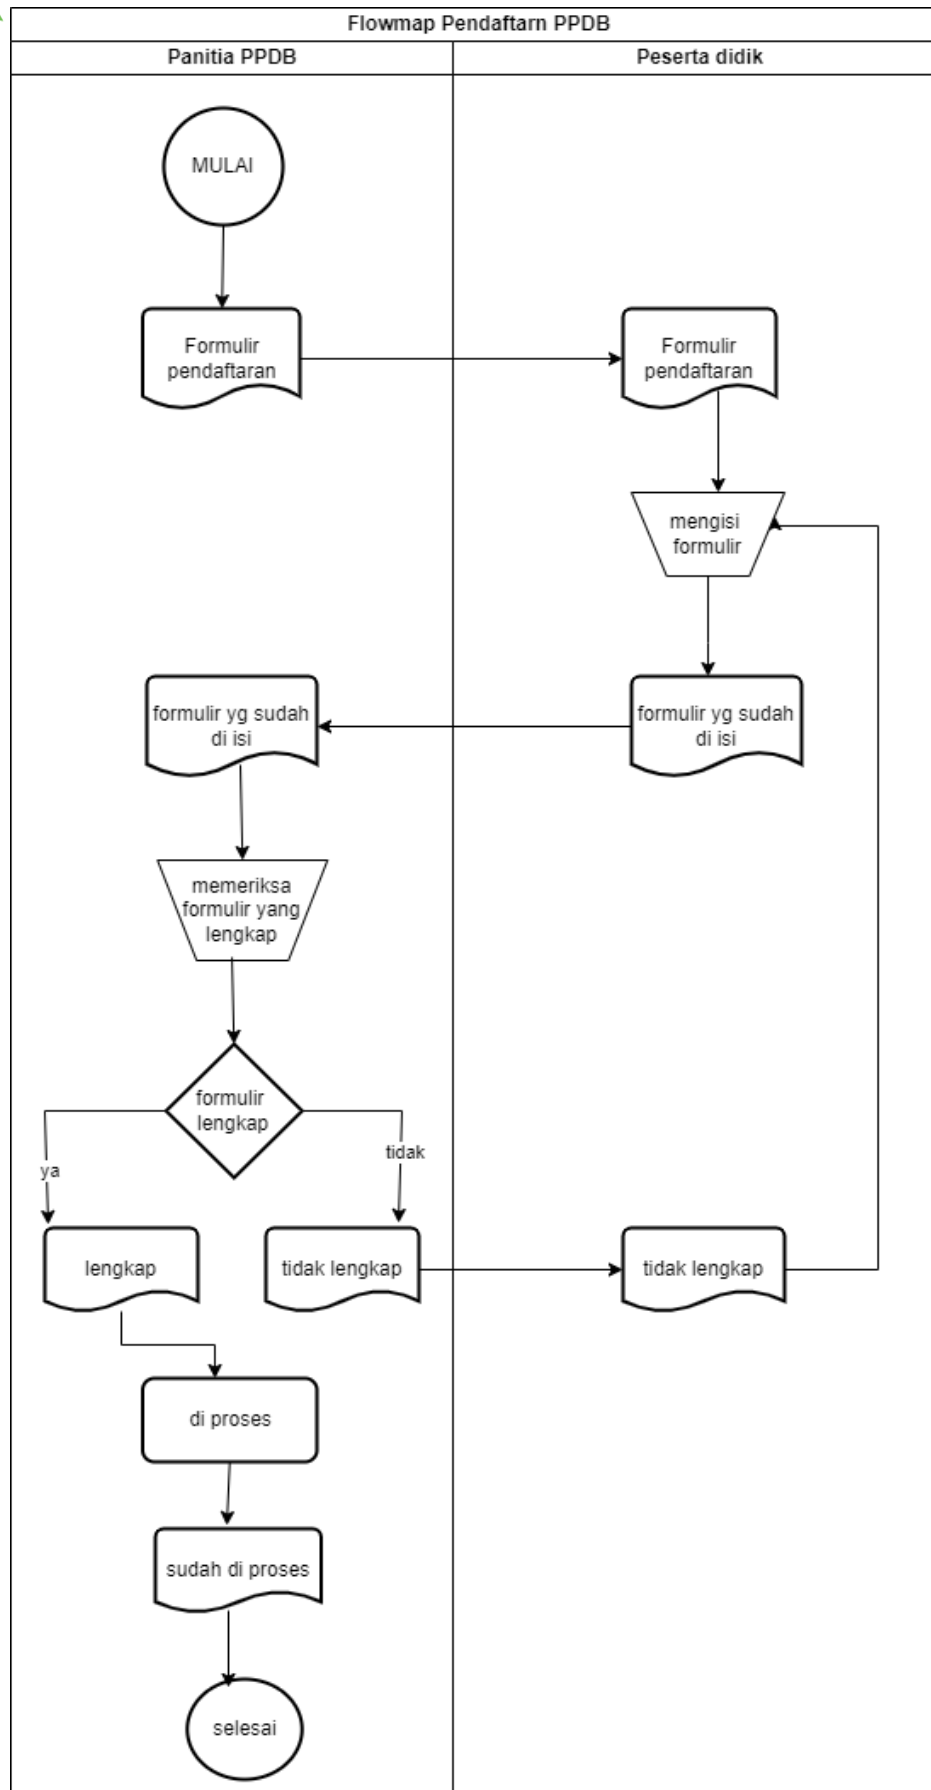 Flowmap Pendaftarn PPDB
Panitia PPDB
Peserta didik
MULAI
Formulir
pendaftaran
Formulir
pendaftaran
mengisi
formulir
formulir yg sudah
di isi
formulir yg sudah
di isi
memeriksa
formulir yang
lengkap
formulir
lengkap
ya
tidak
lengkap
tidak lengkap
tidak lengkap
di proses
sudah di proses
selesai